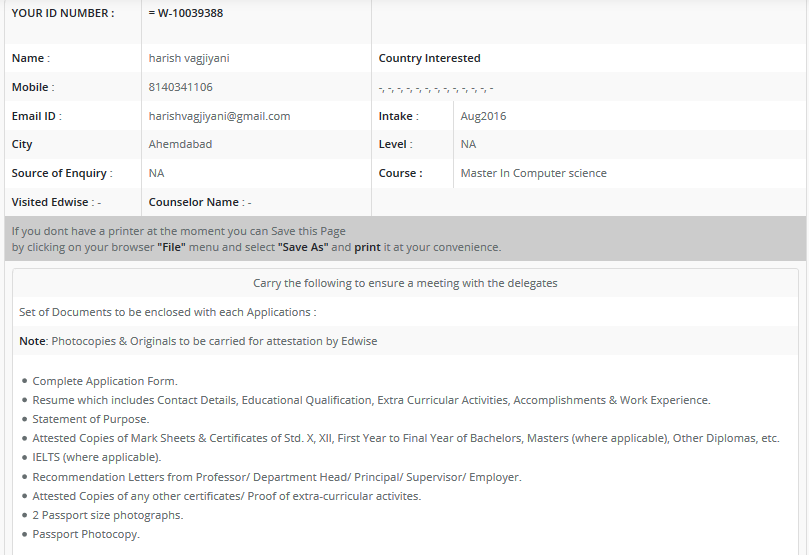 YOUR ID NUMBER : = W-10039388
Name : harish vagjiyani Country Interested
Mobile : 8140341106 -, -, -, -, -, -, -, -, -, -, -, -, -
Email ID : harishvagjiyani@gmail.com Intake : Aug2016
City Ahemdabad Level : NA
Source of Enquiry : NA Course : Master In Computer science
Visited Edwise : - Counselor Name : -
If you dont have a printer at the moment you can Save this Page
by clicking on your browser "File" menu and select "Save As" and print it at your convenience.
Carry the following to ensure a meeting with the delegates
Set of Documents to be enclosed with each Applications :
Note: Photocopies & Originals to be carried for attestation by Edwise
• Complete Application Form.
• Resume which includes Contact Details, Educational Qualification, Extra Curricular Activities, Accomplishments & Work Experience.
• Statement of Purpose.
• Attested Copies of Mark Sheets & Certificates of Std. X, XII, First Year to Final Year of Bachelors, Masters (where applicable), Other Diplomas, etc.
• IELTS (where applicable).
• Recommendation Letters from Professor/ Department Head/ Principal/ Supervisor/ Employer.
• Attested Copies of any other certificates/ Proof of extra-curricular activites.
• 2 Passport size photographs.
• Passport Photocopy.